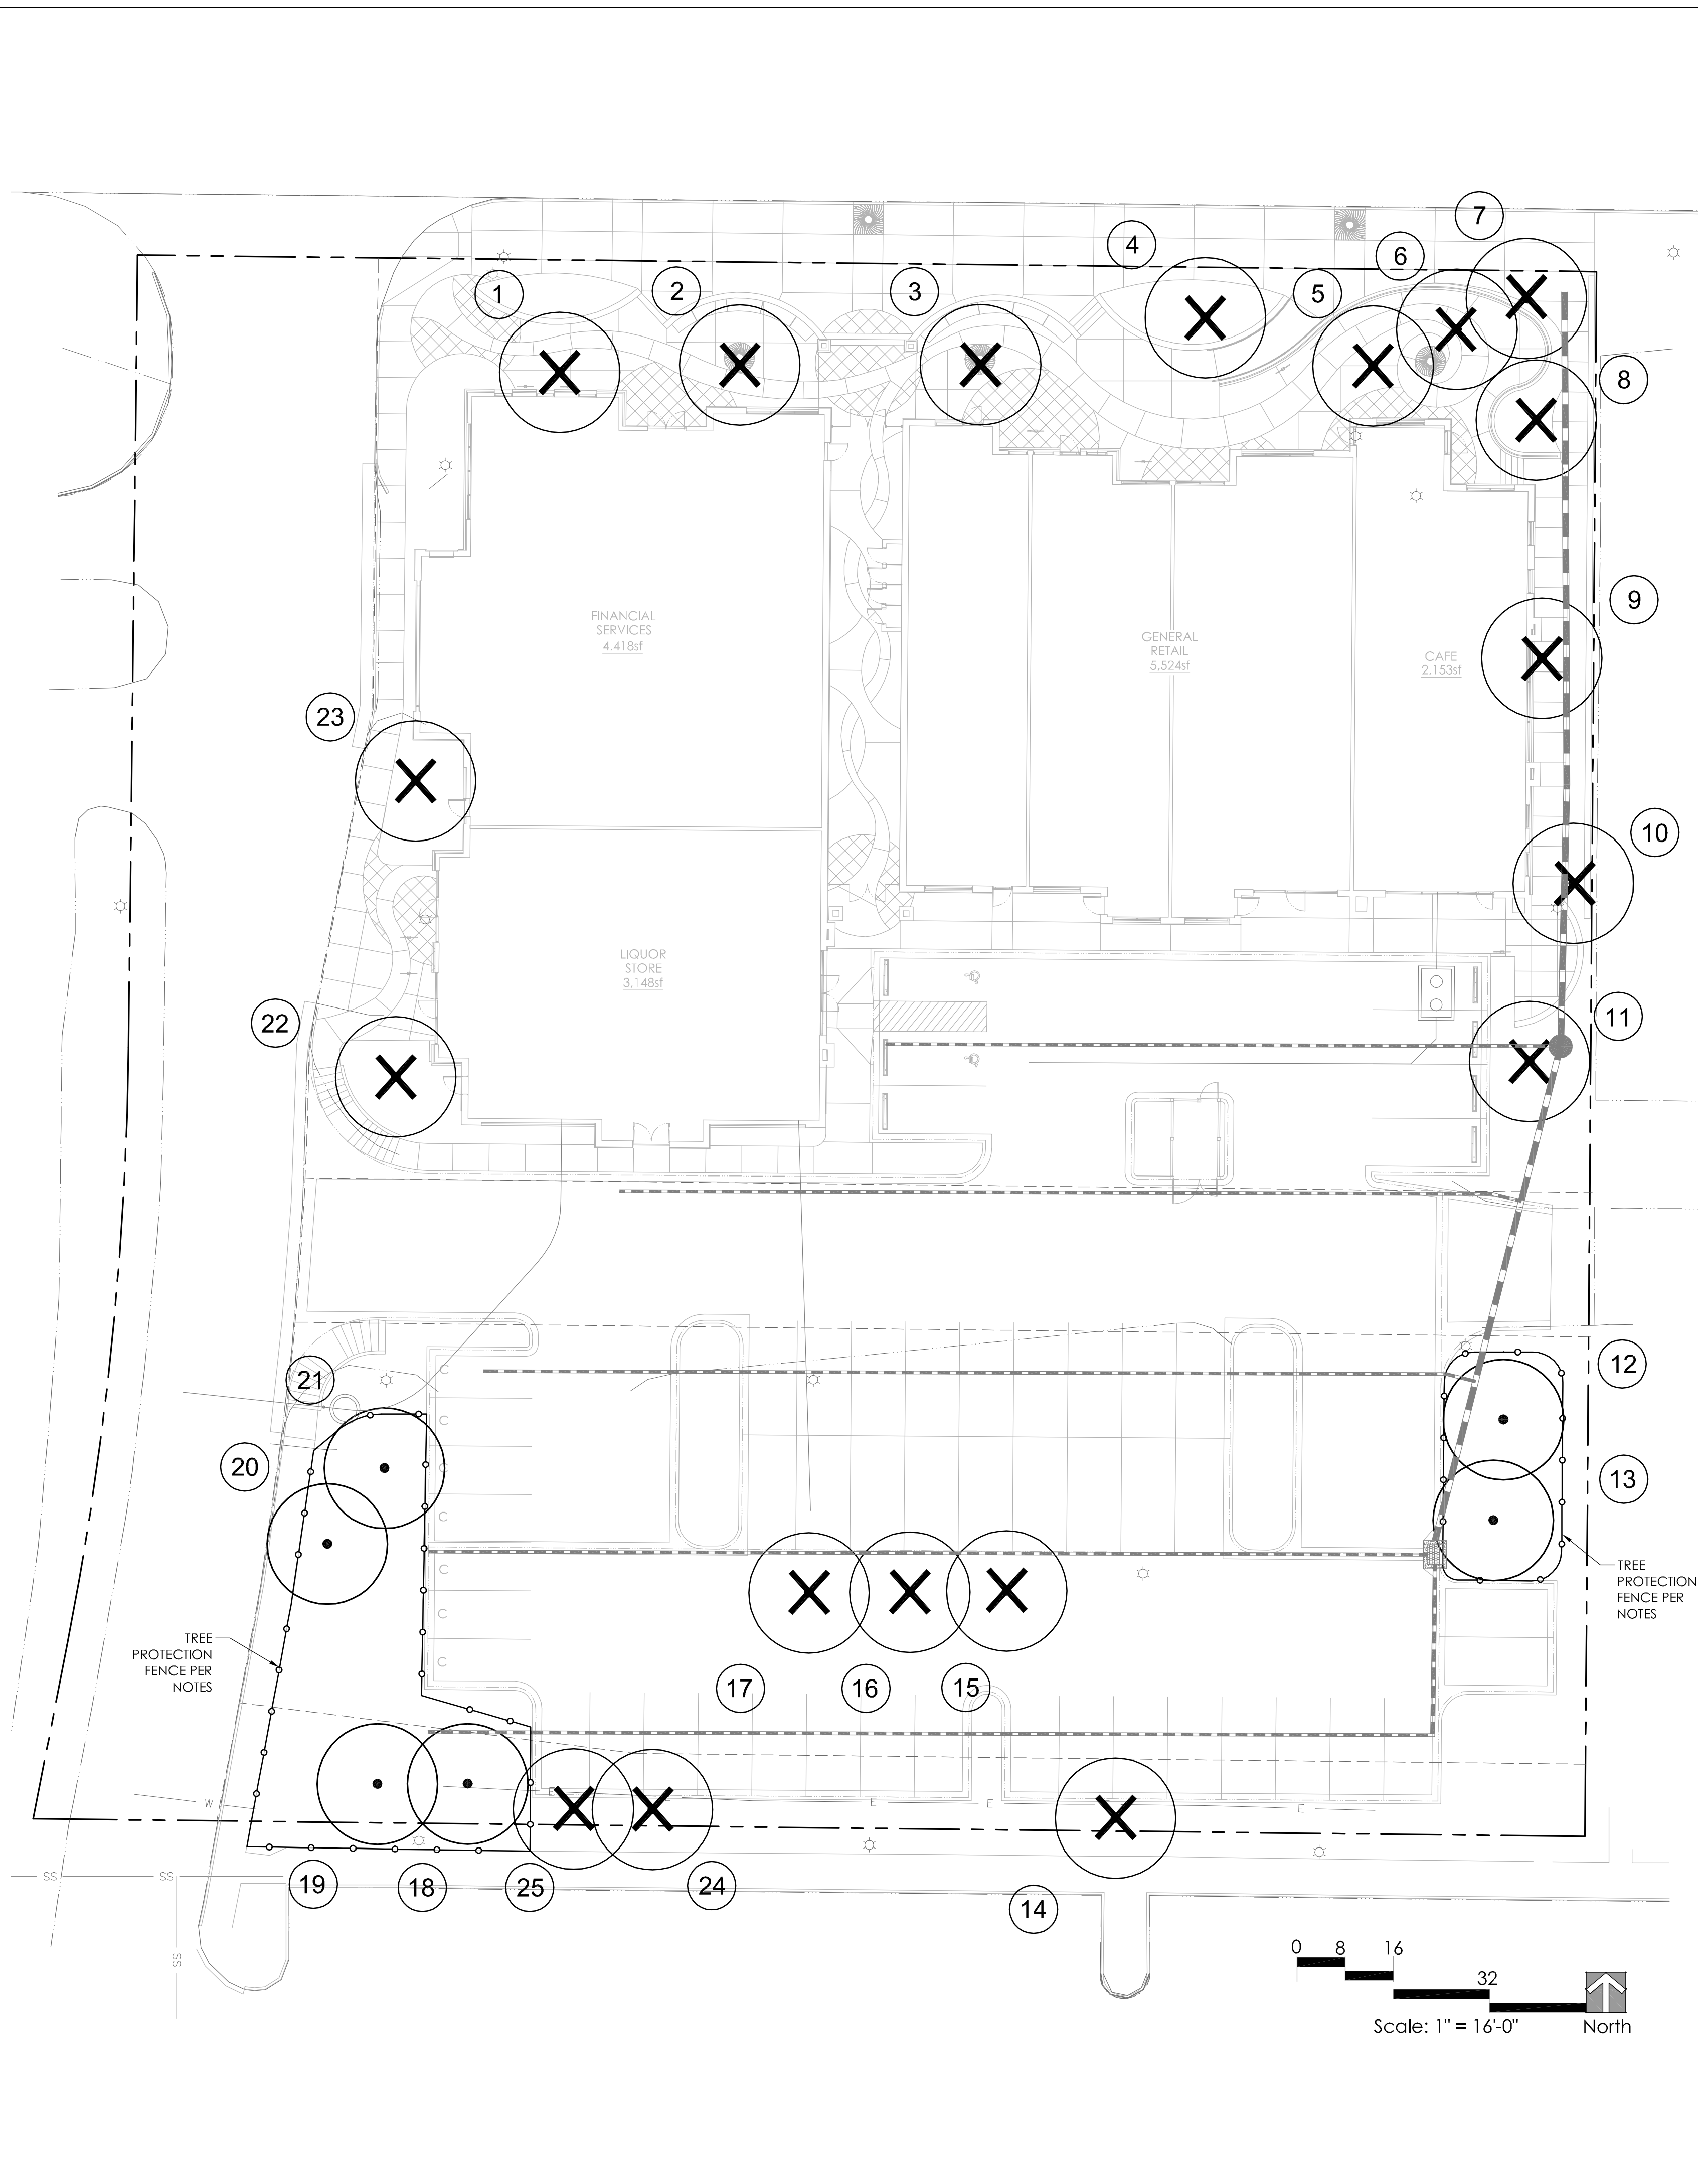 7
4
6
1
2
3
5
8
9
FINANCIAL
SERVICES
4,418sf
GENERAL
RETAIL
5,524sf
CAFE
2,153sf
23
10
LIQUOR
STORE
3,148sf
22
11
21
12
C
C
20
C
13
C
C
C
C
TREE
PROTECTION
FENCE PER
NOTES
TREE
PROTECTION
FENCE PER
NOTES
17
16
15
W
E
E
E
E
SS
SS
SS
19
18
25
24
14
0 8 16
32
Scale: 1" = 16'-0"
North